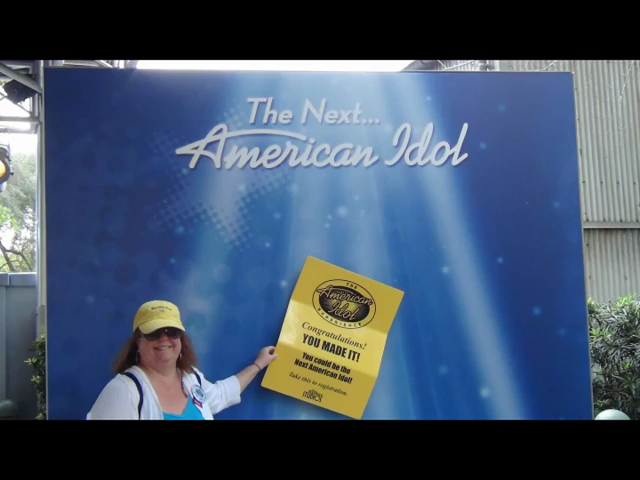 The Next...
American Idol
THE
American
Idol
EXPERIENCE
Congratulations!
YOU MADE IT!
You could be the
Next American Idol!
Take this to registration.